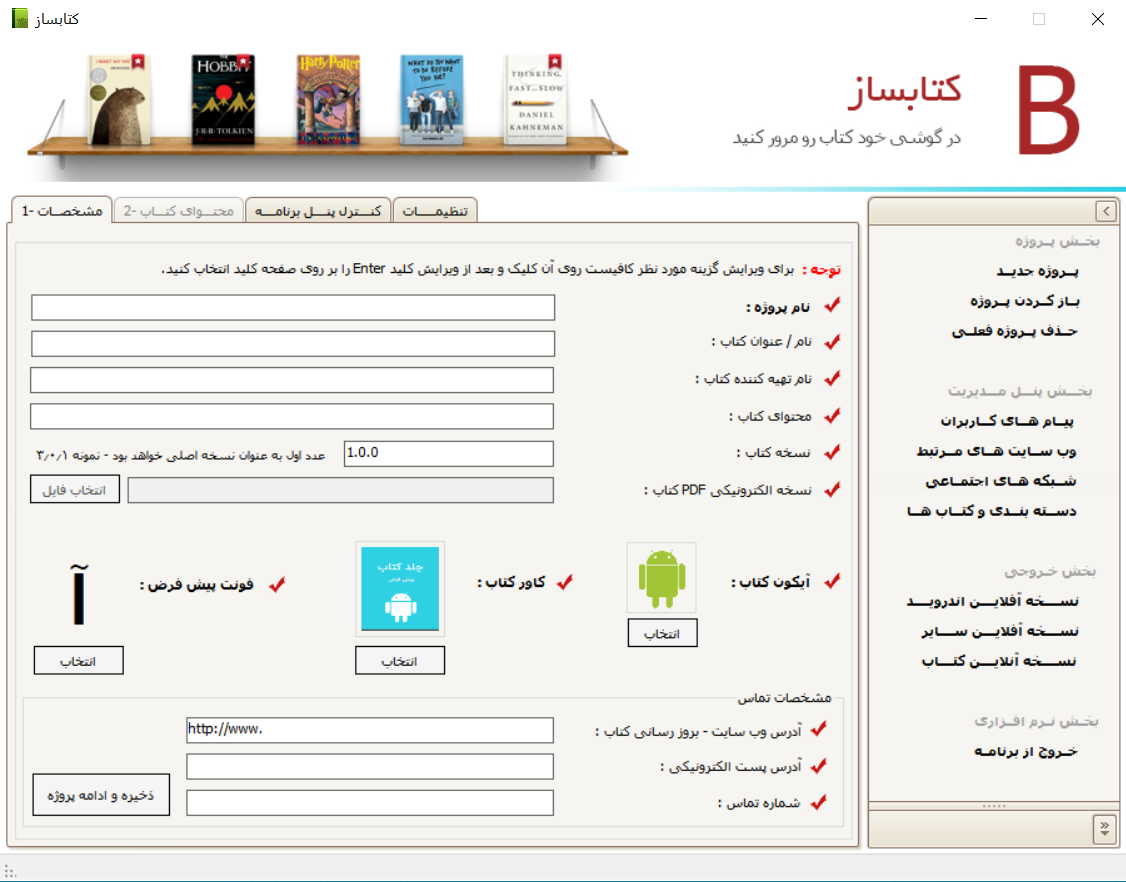 کتابساز
I WANT MY HAT
THE HOBBIT
J·R·R·TOLKIEN
Harry Potter
WHAT DO YOU WANT TO DO BEFORE YOU DIE?
THINKING,
FAST AND SLOW
DANIEL
KAHNEMAN
کتابساز
در گوشی خود کتاب رو مرور کنید
B
1- مشخصات
2- محتوای کتاب
کنترل پنل برنامه
تنظیمات
توجه : برای ویرایش گزینه مورد نظر کافیست روی آن کلیک و بعد از ویرایش کلید Enter را بر روی صفحه کلید انتخاب کنید.
نام پروژه :
نام / عنوان کتاب :
نام تهیه کننده کتاب :
محتوای کتاب :
نسخه کتاب :
1.0.0
عدد اول به عنوان نسخه اصلی خواهد بود - نمونه ۳٫۰٫۱
نسخه الکترونیکی PDF کتاب :
انتخاب فایل
آیکون کتاب :
انتخاب
کاور کتاب :
جلد کتاب
پیش فرض
انتخاب
فونت پیش فرض :
آ
انتخاب
مشخصات تماس
آدرس وب سایت - بروز رسانی کتاب :
http://www.
آدرس پست الکترونیکی :
شماره تماس :
ذخیره و ادامه پروژه
بخش پروژه
پروژه جدید
باز کردن پروژه
حذف پروژه فعلی
بخش پنل مدیریت
پیام های کاربران
وب سایت های مرتبط
شبکه های اجتماعی
دسته بندی و کتاب ها
بخش خروجی
نسخه آفلاین اندروید
نسخه آفلاین سایر
نسخه آنلاین کتاب
بخش نرم افزاری
خروج از برنامه